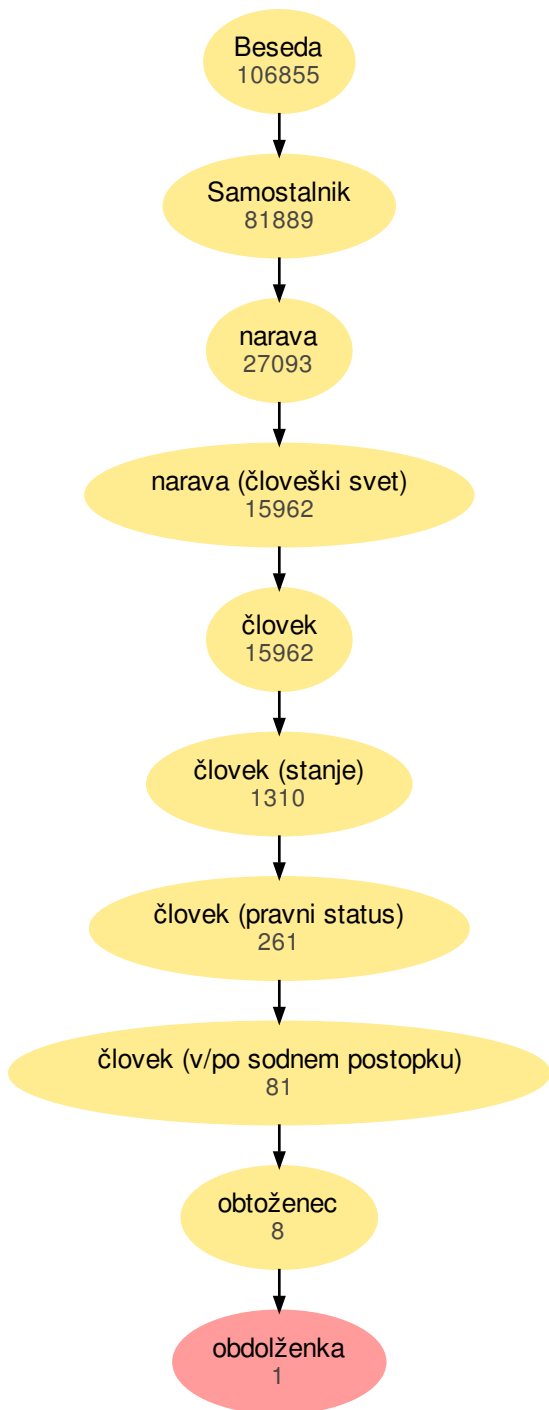 Beseda
106855
Samostalnik
81889
narava
27093
narava (človeški svet)
15962
človek
15962
človek (stanje)
1310
človek (pravni status)
261
človek (v/po sodnem postopku)
81
obtoženec
8
obdolženka
1